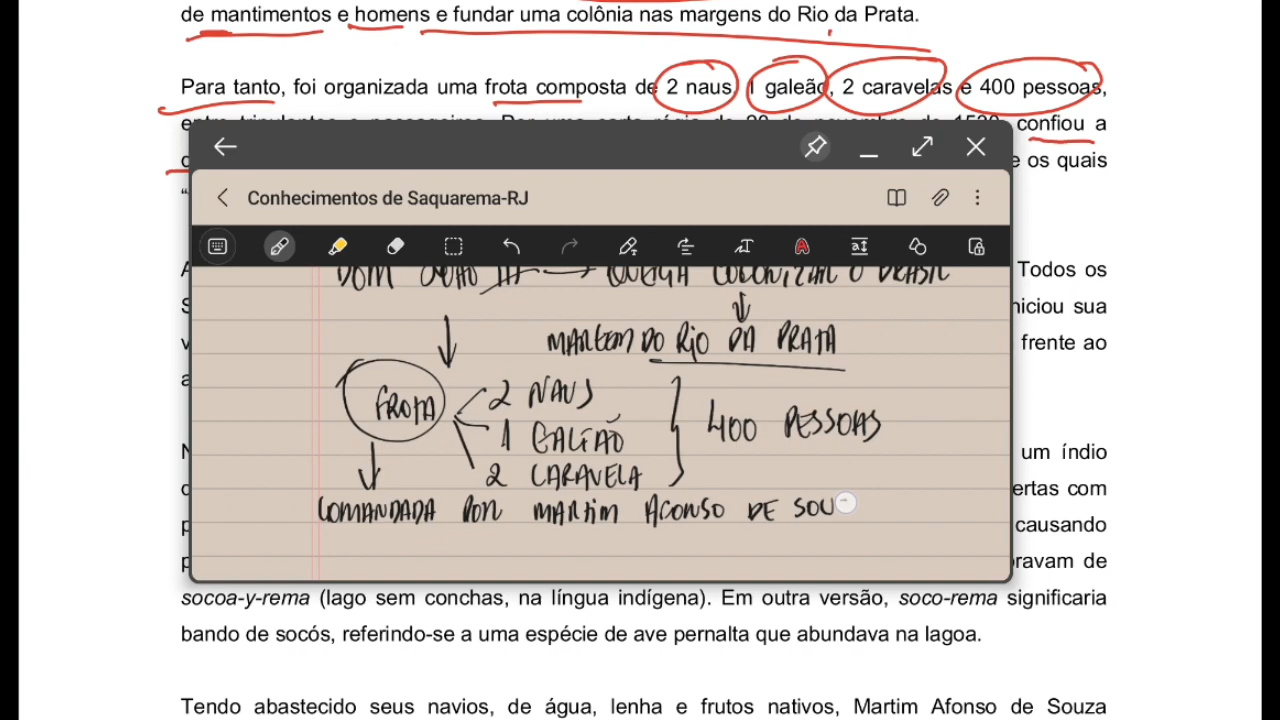 de mantimentos e homens e fundar uma colônia nas margens do Rio da Prata.
Para tanto, foi organizada uma frota composta de 2 naus, 1 galeão, 2 caravelas e 400 pessoas,
confiou a
e os quais
Conhecimentos de Saquarema-RJ
Todos os
DOM JOÃO III QUERIA COLONIZAR O BRASIL
niciou sua
MARGEM DO RIO DA PRATA
frente ao
FROTA
2 NAUS
1 GALEÃO
2 CARAVELA
400 PESSOAS
um índio
ertas com
COMANDADA POR MARTIM AFONSO DE SOU
causando
pravam de
socoa-y-rema (lago sem conchas, na língua indígena). Em outra versão, soco-rema significaria
bando de socós, referindo-se a uma espécie de ave pernalta que abundava na lagoa.
Tendo abastecido seus navios, de água, lenha e frutos nativos, Martim Afonso de Souza